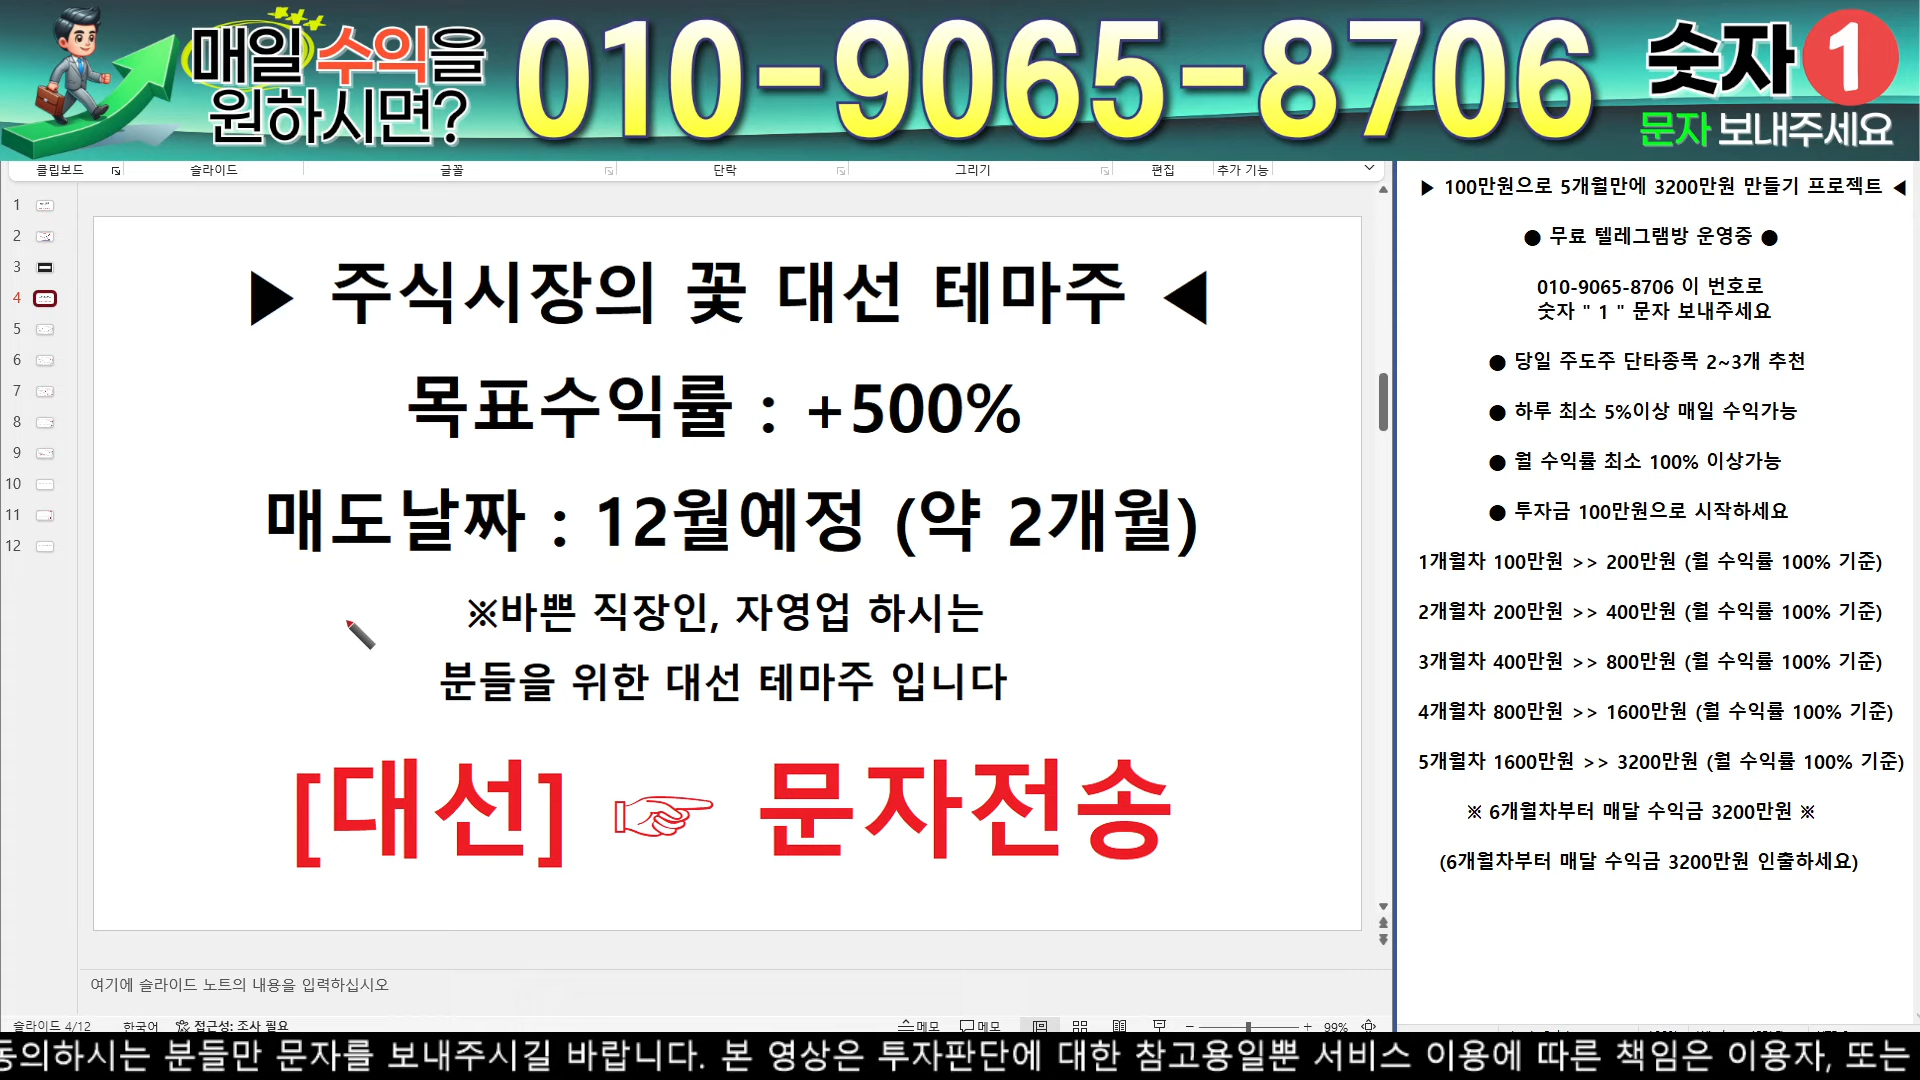 매일 수익을
원하시면?
010-9065-8706
숫자 1
문자 보내주세요
클립보드 슬라이드 글꼴 단락 그리기 편집 추가 기능
1
2
3
4
5
6
7
8
9
10
11
12
▶ 주식시장의 꽃 대선 테마주 ◀
목표수익률 : +500%
매도날짜 : 12월예정 (약 2개월)
※바쁜 직장인, 자영업 하시는
분들을 위한 대선 테마주 입니다
[대선] ☞ 문자전송
여기에 슬라이드 노트의 내용을 입력하십시오
슬라이드 4/12 한국어 접근성: 조사 필요 메모 메모 99%
▶ 100만원으로 5개월만에 3200만원 만들기 프로젝트 ◀
● 무료 텔레그램방 운영중 ●
010-9065-8706 이 번호로
숫자 " 1 " 문자 보내주세요
● 당일 주도주 단타종목 2~3개 추천
● 하루 최소 5%이상 매일 수익가능
● 월 수익률 최소 100% 이상가능
● 투자금 100만원으로 시작하세요
1개월차 100만원 >> 200만원 (월 수익률 100% 기준)
2개월차 200만원 >> 400만원 (월 수익률 100% 기준)
3개월차 400만원 >> 800만원 (월 수익률 100% 기준)
4개월차 800만원 >> 1600만원 (월 수익률 100% 기준)
5개월차 1600만원 >> 3200만원 (월 수익률 100% 기준)
※ 6개월차부터 매달 수익금 3200만원 ※
(6개월차부터 매달 수익금 3200만원 인출하세요)
동의하시는 분들만 문자를 보내주시길 바랍니다. 본 영상은 투자판단에 대한 참고용일뿐 서비스 이용에 따른 책임은 이용자, 또는